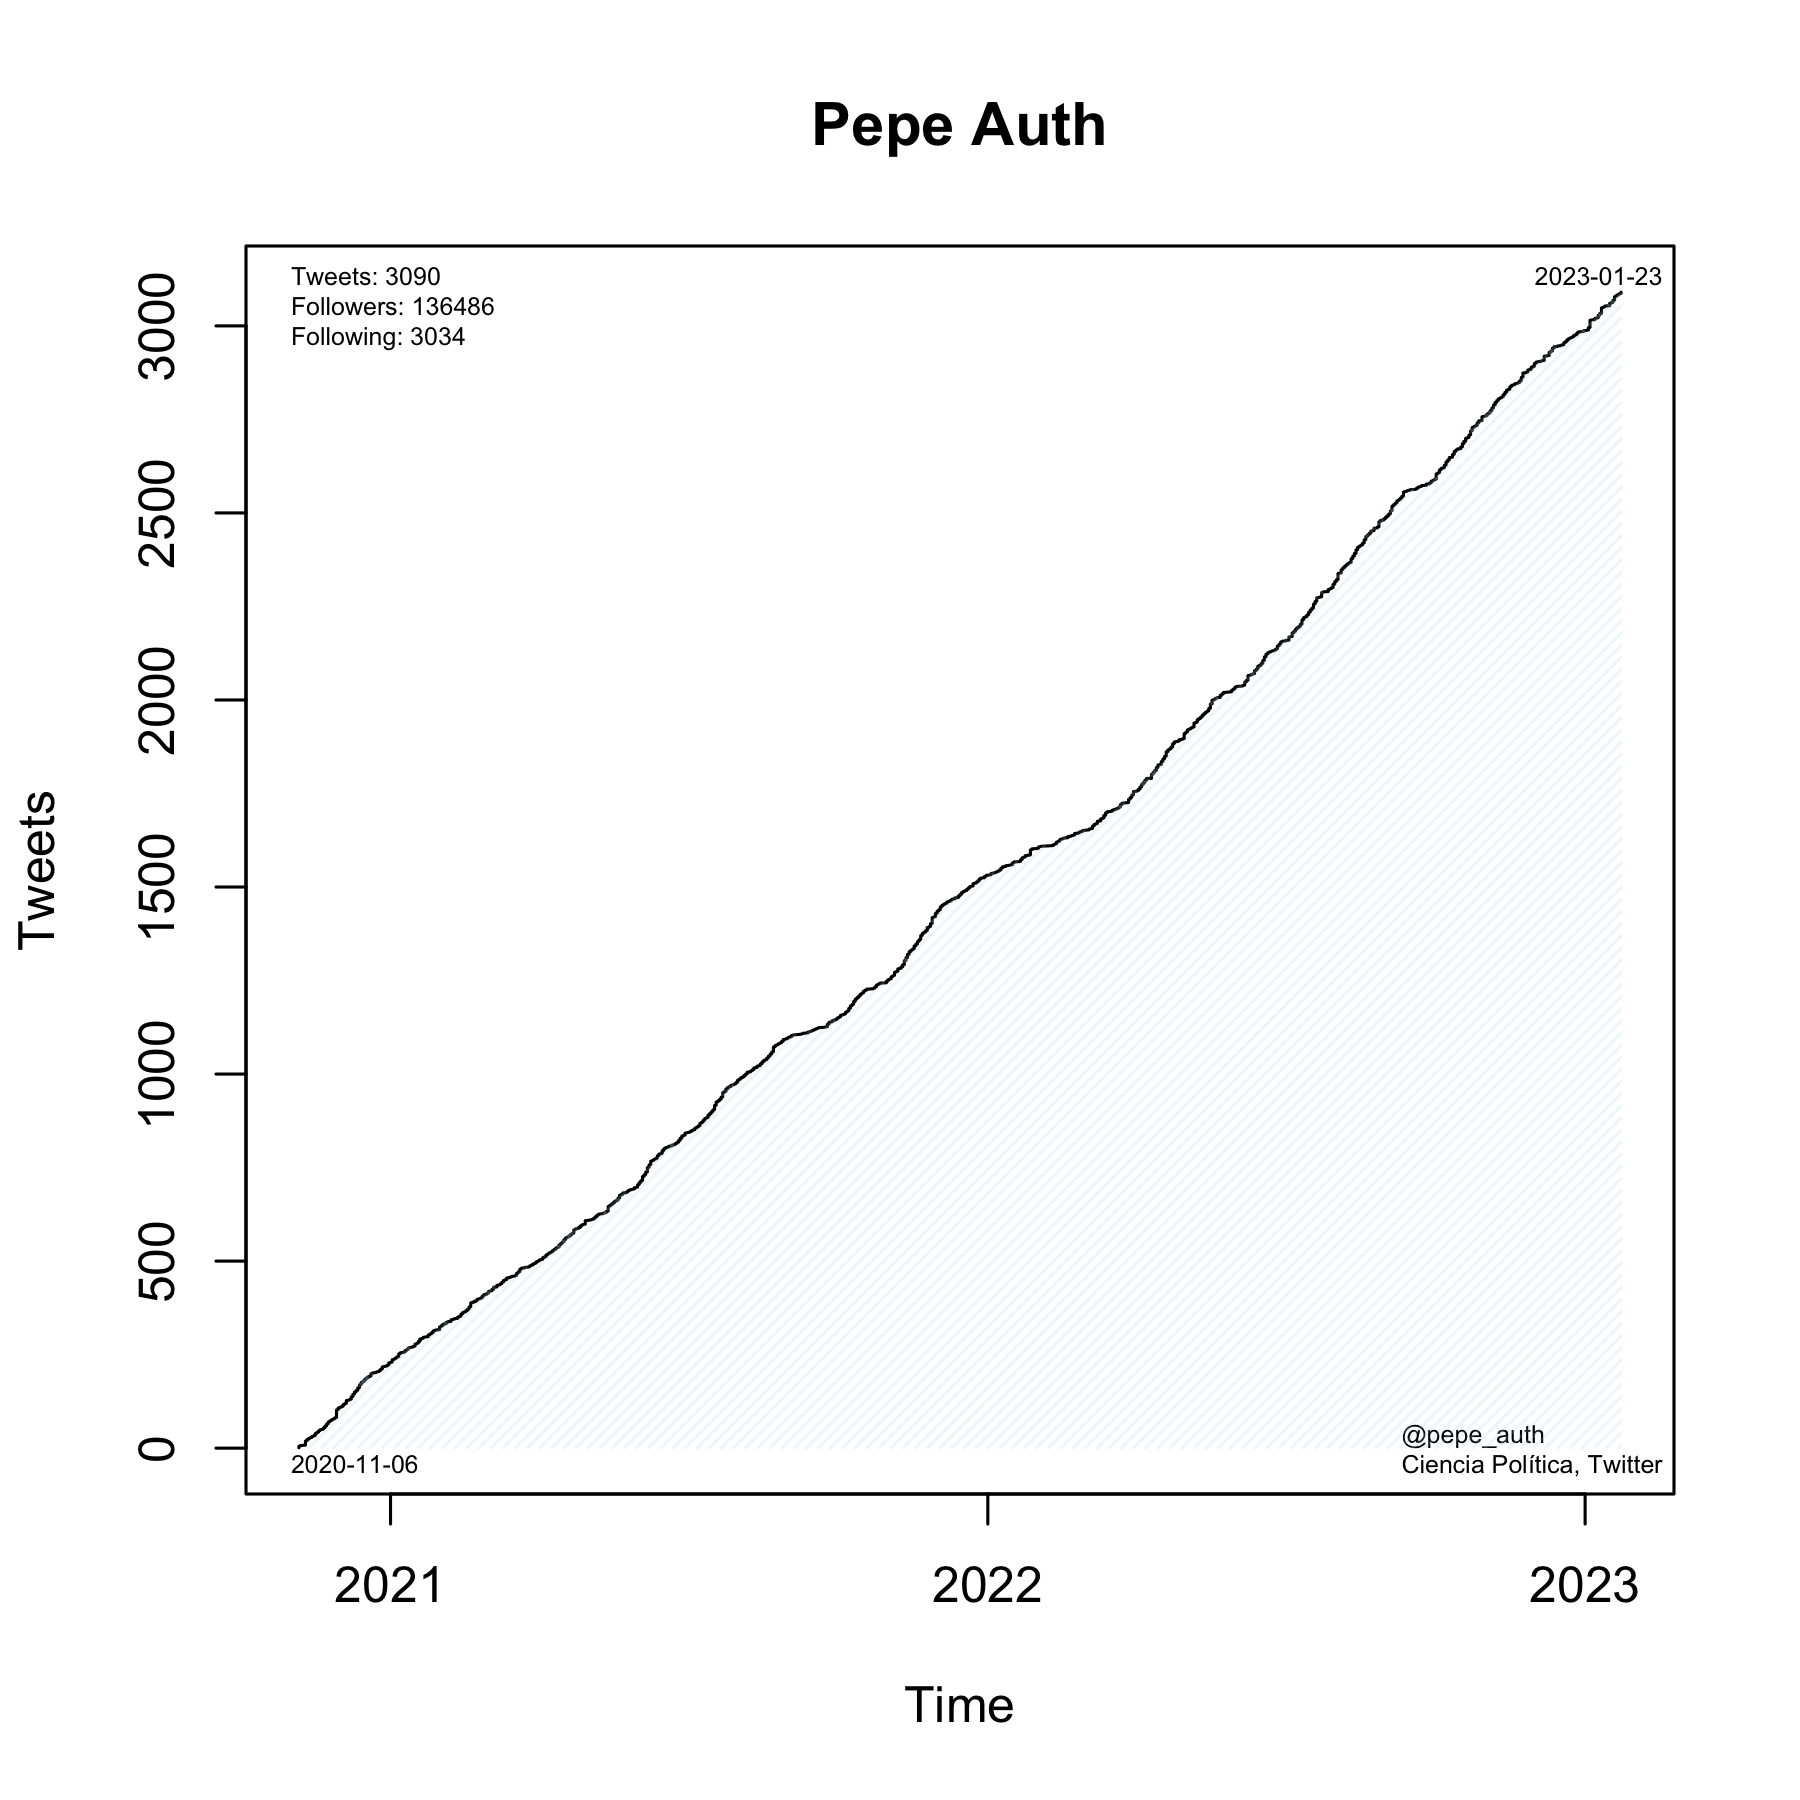 Pepe Auth
Tweets: 3090
Followers: 136486
Following: 3034
2023-01-23
3000
2500
2000
1500
1000
500
0
Tweets
2020-11-06
@pepe_auth
Ciencia Política, Twitter
2021
2022
2023
Time